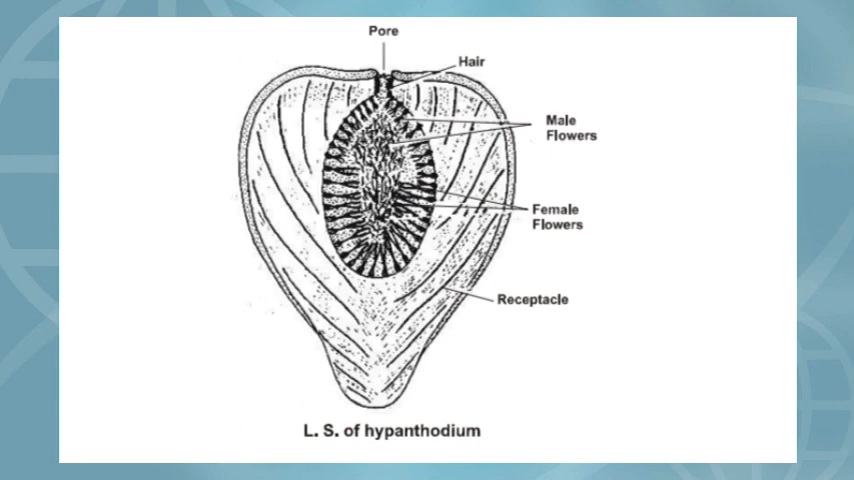 Pore
Hair
Male
Flowers
Female
Flowers
Receptacle
L. S. of hypanthodium